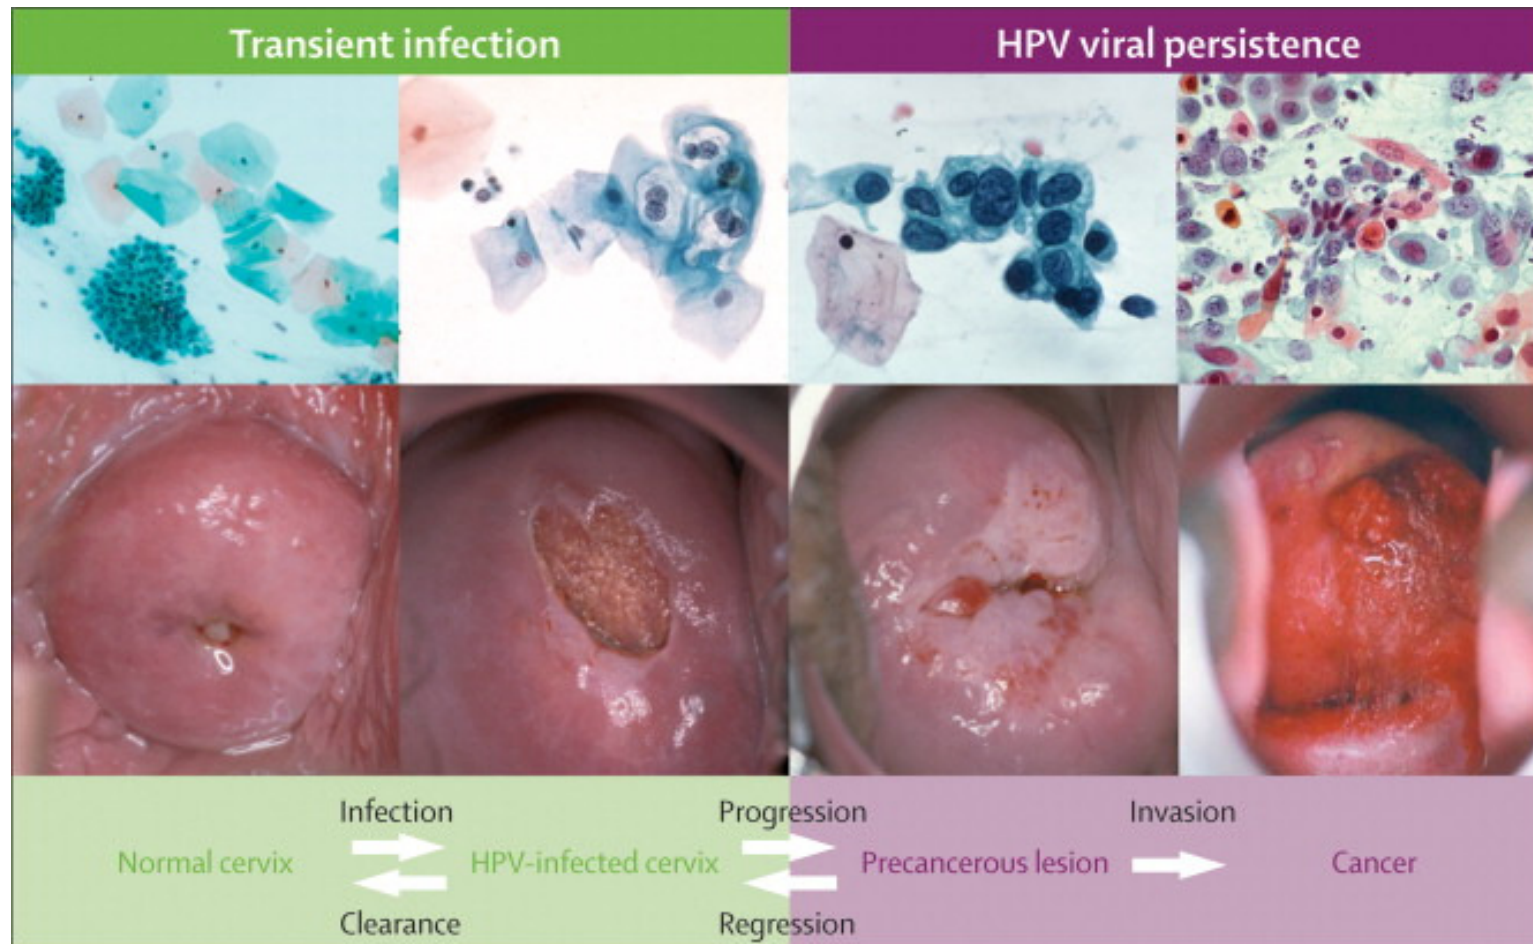 Transient infection
HPV viral persistence
Infection
Progression
Invasion
Normal cervix
HPV-infected cervix
Precancerous lesion
Cancer
Clearance
Regression